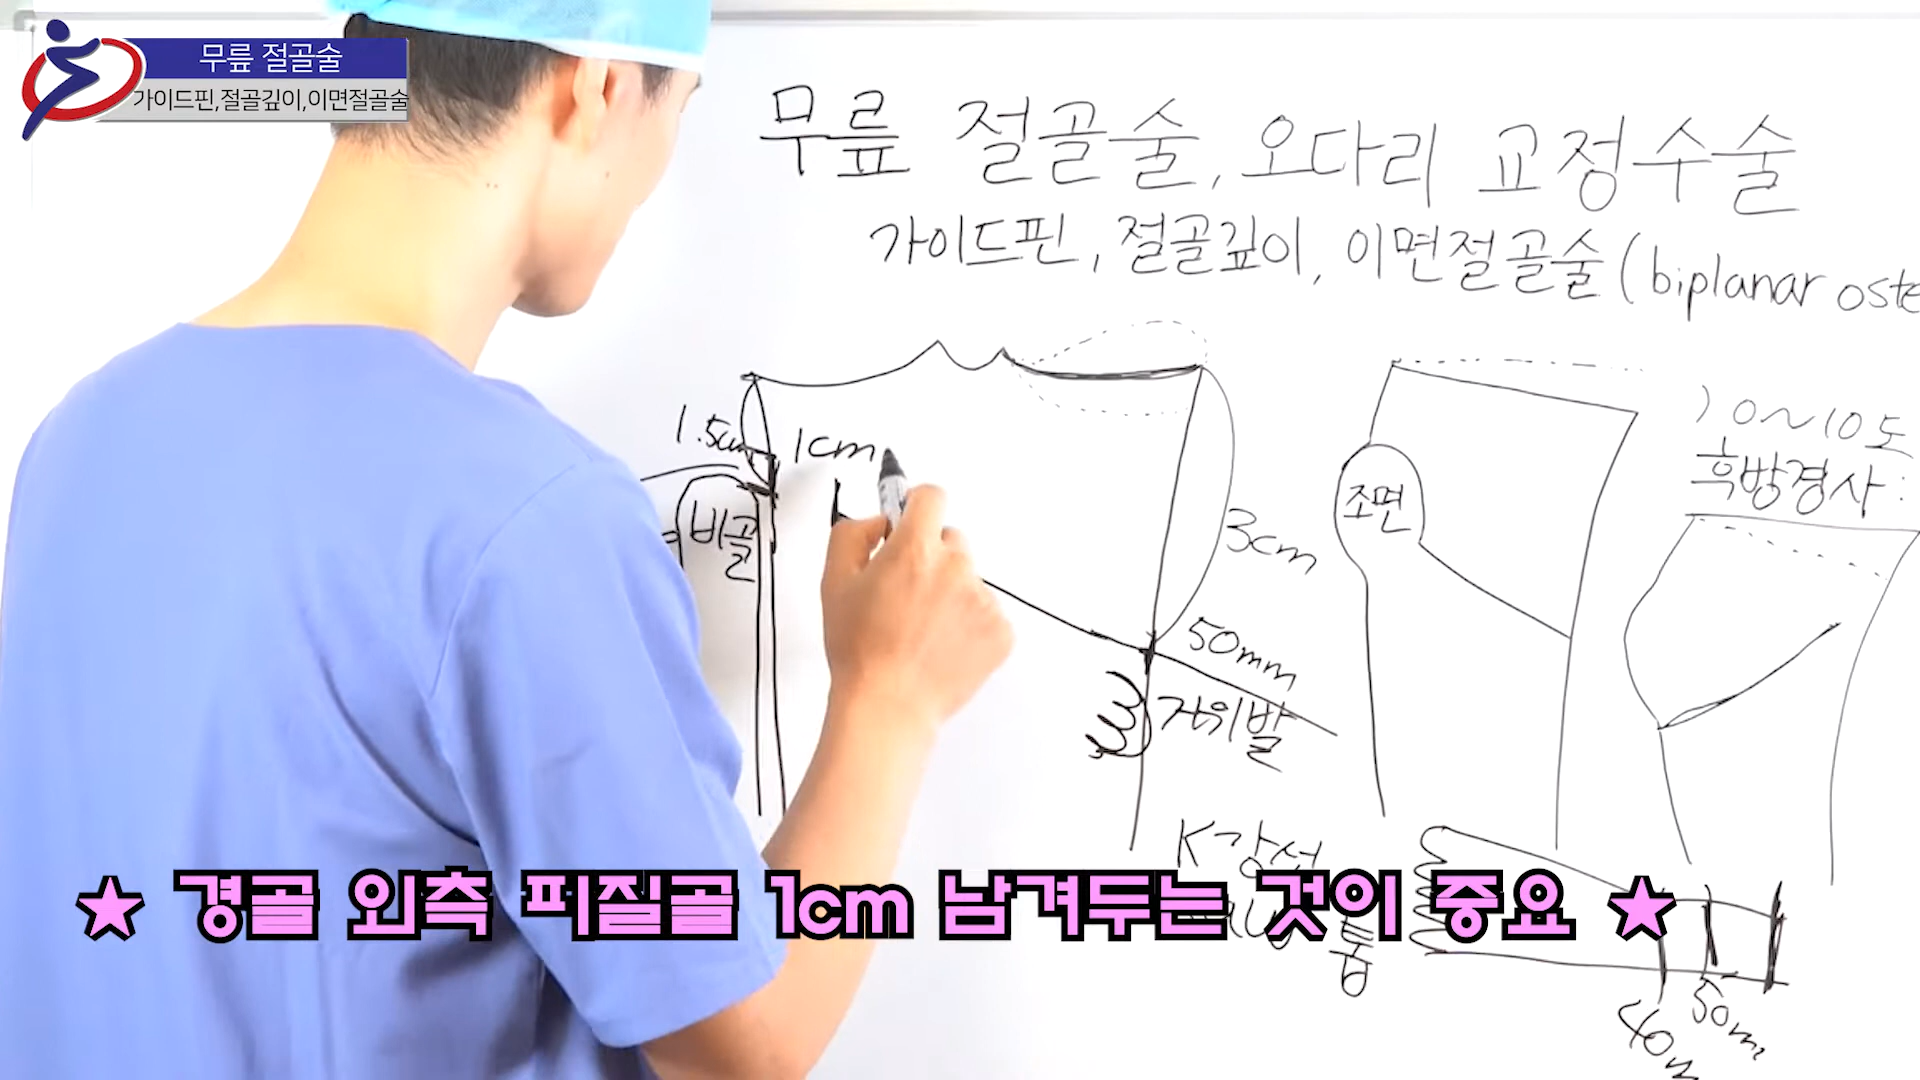 무릎 절골술
가이드핀,절골깊이,이면절골술
무릎 절골술, 오다리 교정수술
가이드핀, 절골깊이, 이면절골술 (biplanar oste
1.5cm
1cm
비골
3cm
50mm
거위발
조면
0~10도
후방경사:
K강선
톱
40m
50m
★ 경골 외측 피질골 1cm 남겨두는 것이 중요 ★